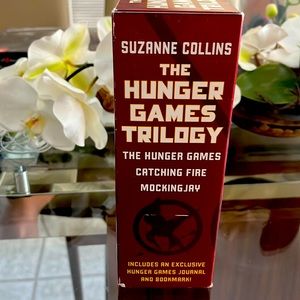 SUZANNE COLLINS
THE
HUNGER
GAMES
TRILOGY
THE HUNGER GAMES
CATCHING FIRE
MOCKINGJAY
INCLUDES AN EXCLUSIVE
HUNGER GAMES JOURNAL
AND BOOKMARK!